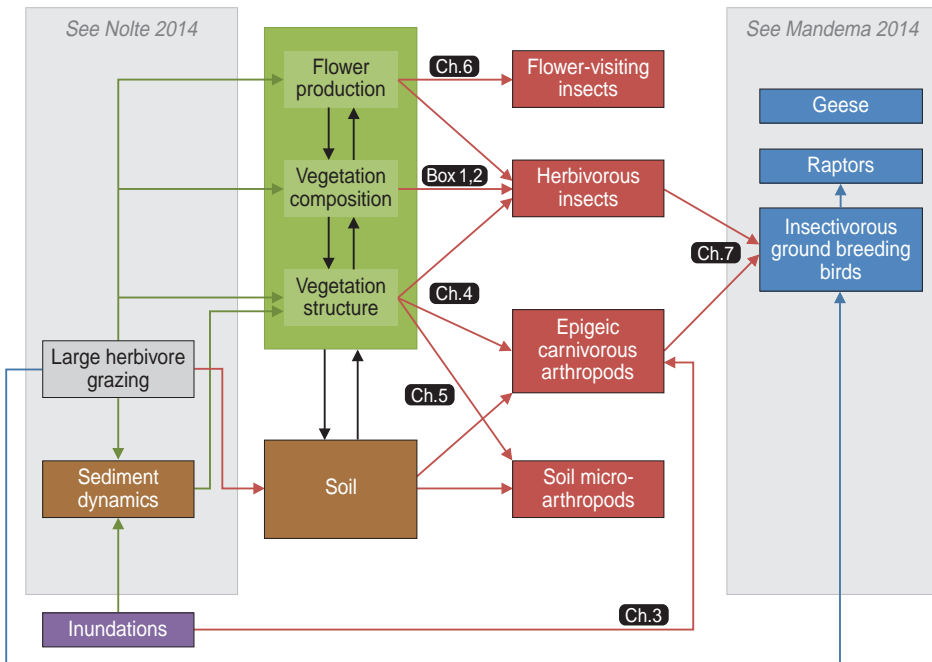 See Nolte 2014
See Mandema 2014
Flower
production
Ch.6
Flower-visiting
insects
Geese
Vegetation
composition
Box 1,2
Herbivorous
insects
Raptors
Insectivorous
ground breeding
birds
Ch.7
Vegetation
structure
Ch.4
Epigeic
carnivorous
arthropods
Large herbivore
grazing
Ch.5
Sediment
dynamics
Soil
Soil micro-
arthropods
Ch.3
Inundations